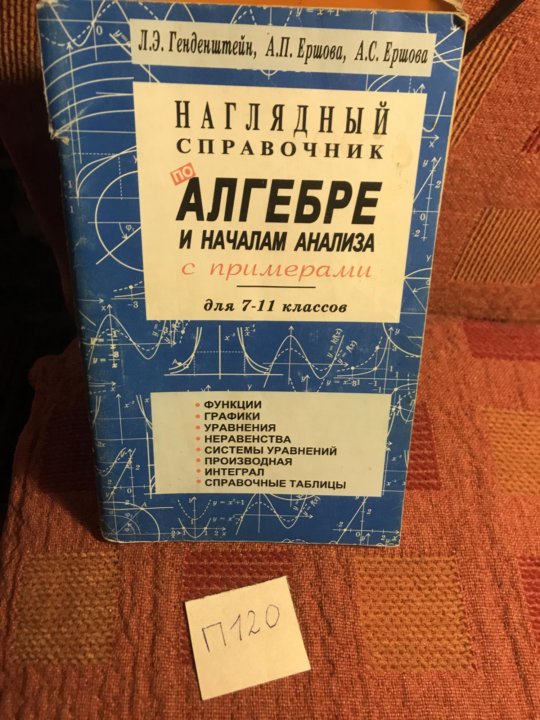 Л.Э. Генденштейн, А.П. Ершова, А.С. Ершова
НАГЛЯДНЫЙ
СПРАВОЧНИК
ПО
АЛГЕБРЕ
И НАЧАЛАМ АНАЛИЗА
с примерами
для 7-11 классов
• ФУНКЦИИ
• ГРАФИКИ
• УРАВНЕНИЯ
• НЕРАВЕНСТВА
• СИСТЕМЫ УРАВНЕНИЙ
• ПРОИЗВОДНАЯ
• ИНТЕГРАЛ
• СПРАВОЧНЫЕ ТАБЛИЦЫ
П120